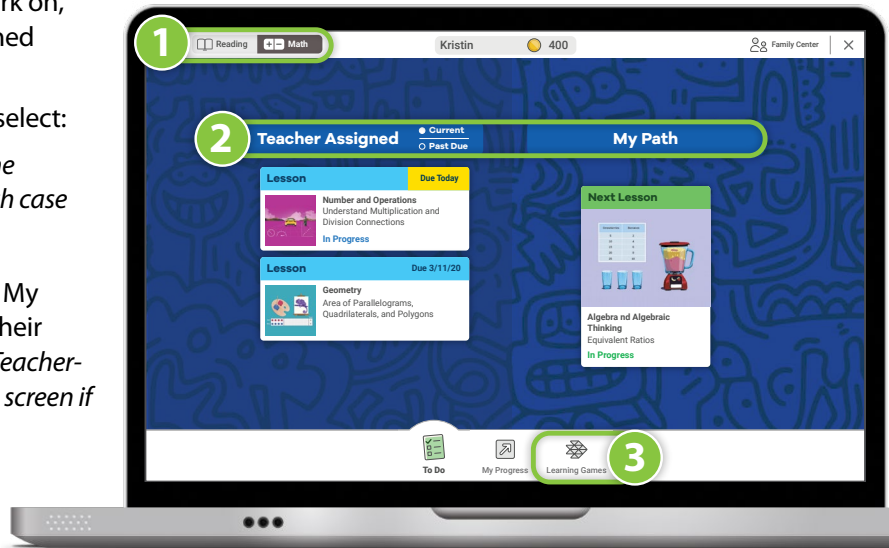 rk on,
ned
select:
ne
ch case
My
heir
Teacher-
screen if
1
Reading
Math
Kristin
400
Family Center
2
Teacher Assigned
Current
Past Due
My Path
Lesson
Due Today
Number and Operations
Understand Multiplication and
Division Connections
In Progress
Lesson
Due 3/11/20
Geometry
Area of Parallelograms,
Quadrilaterals, and Polygons
Next Lesson
Algebra nd Algebraic
Thinking
Equivalent Ratios
In Progress
To Do
My Progress
Learning Games
3